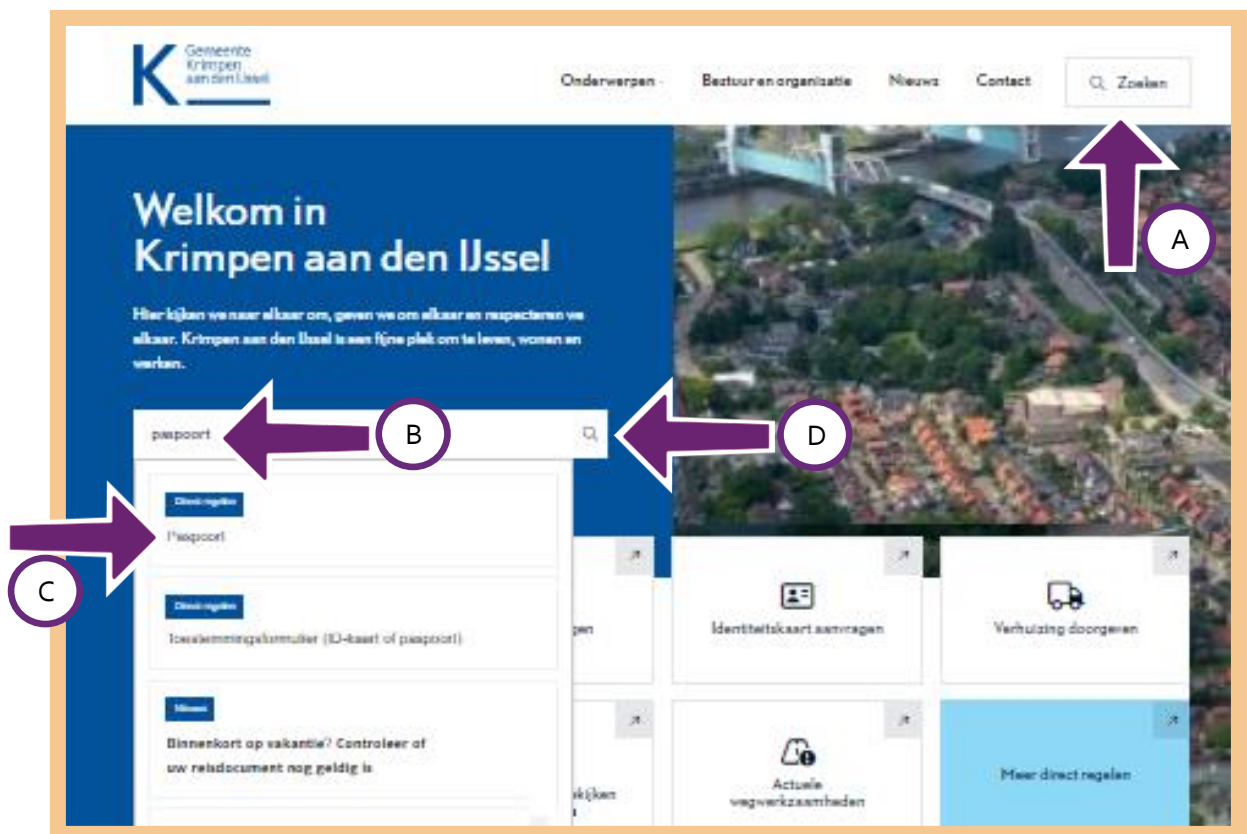 Gemeente
Krimpen
aan den IJssel
Onderwerpen
Bestuur en organisatie
Nieuws
Contact
Zoeken
A
Welkom in
Krimpen aan den IJssel
Hier kijken we naar elkaar om, geven we om elkaar en respecteren we
elkaar. Krimpen aan den IJssel is een fijne plek om te leven, wonen en
werken.
paspoort
B
D
Direct regelen
Paspoort
C
Direct regelen
Toestemmingsformulier (ID-kaart of paspoort)
Nieuws
Binnenkort op vakantie? Controleer of
uw reisdocument nog geldig is
gen
Identiteitskaart aanvragen
Verhuizing doorgeven
ekijken
Actuele
wegwerkzaamheden
Meer direct regelen